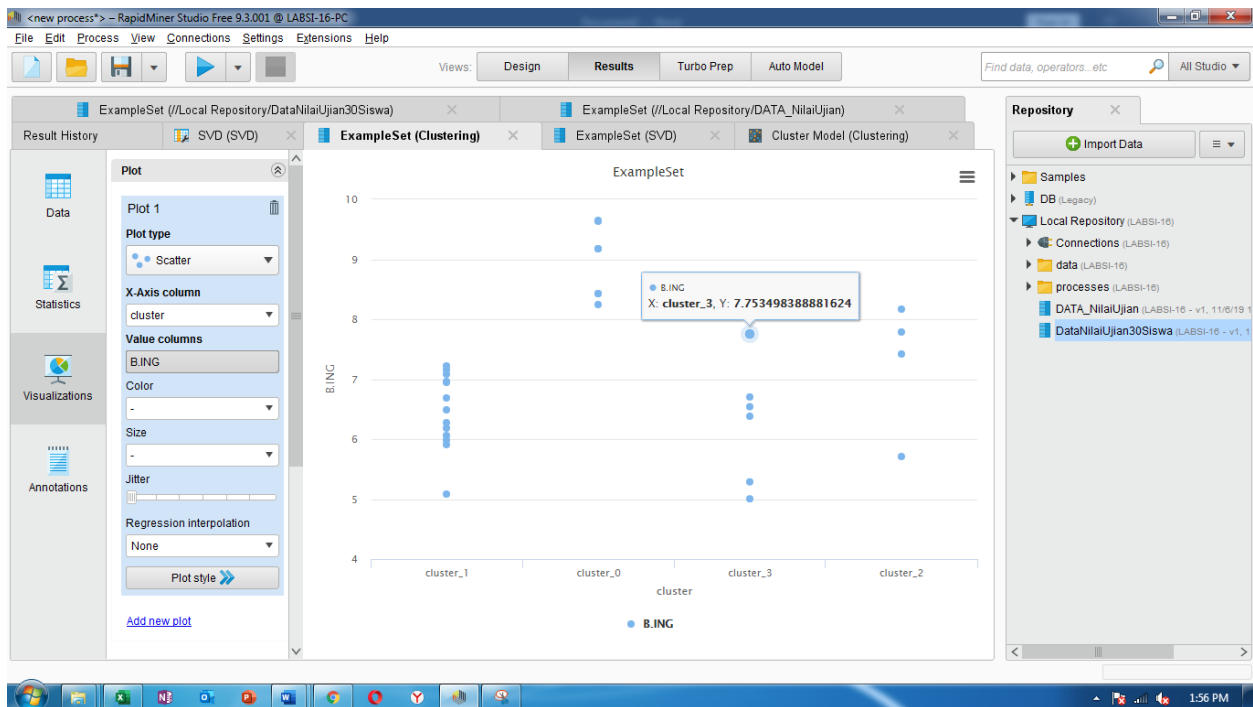 <new process*> – RapidMiner Studio Free 9.3.001 @ LABSI-16-PC
File Edit Process View Connections Settings Extensions Help
Views: Design Results Turbo Prep Auto Model
Find data, operators...etc
All Studio
ExampleSet (//Local Repository/DataNilaiUjian30Siswa)
ExampleSet (//Local Repository/DATA_NilaiUjian)
Result History
SVD (SVD)
ExampleSet (Clustering)
ExampleSet (SVD)
Cluster Model (Clustering)
Data
Statistics
Visualizations
Annotations
Plot
Plot 1
Plot type
Scatter
X-Axis column
cluster
Value columns
B.ING
Color
-
Size
-
Jitter
Regression interpolation
None
Plot style
Add new plot
ExampleSet
10
9
8
7
6
5
4
B.ING
B.ING
X: cluster_3, Y: 7.753498388881624
cluster_1 cluster_0 cluster_3 cluster_2
cluster
B.ING
Repository
Import Data
Samples
DB (Legacy)
Local Repository (LABSI-16)
Connections (LABSI-16)
data (LABSI-16)
processes (LABSI-16)
DATA_NilaiUjian (LABSI-16 - v1, 11/6/19 1
DataNilaiUjian30Siswa (LABSI-16 - v1, 1
1:56 PM